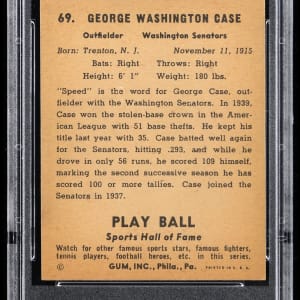 69. GEORGE WASHINGTON CASE
Outfielder Washington Senators
Born: Trenton, N. J. November 11, 1915
Bats: Right Throws: Right
Height: 6' 1" Weight: 180 lbs.
"Speed" is the word for George Case, out-
fielder with the Washington Senators. In 1939,
Case won the stolen-base crown in the Amer-
ican League with 51 base thefts. He kept his
title last year with 35. Case batted well again
for the Senators, hitting .293, and while he
drove in only 56 runs, he scored 109 himself,
marking the second successive season he has
scored 100 or more tallies. Case joined the
Senators in 1937.
PLAY BALL
Sports Hall of Fame
Watch for other famous sports stars, famous fighters,
tennis players, football heroes, etc. in this album.
© GUM, INC., Phila., Pa. PRINTED IN U. S. A.